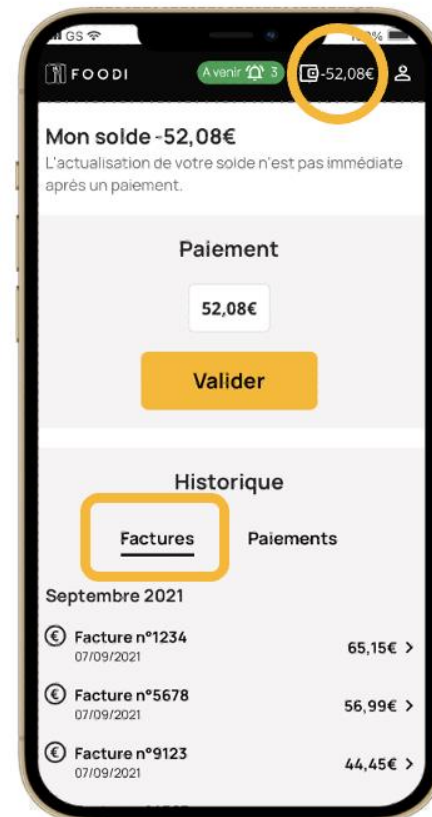 GS
FOODI
A venir 3
-52,08€
Mon solde -52,08€
L'actualisation de votre solde n'est pas immédiate
après un paiement.
Paiement
52,08€
Valider
Historique
Factures Paiements
Septembre 2021
Facture n°1234
07/09/2021
65,15€ >
Facture n°5678
07/09/2021
56,99€ >
Facture n°9123
07/09/2021
44,45€ >